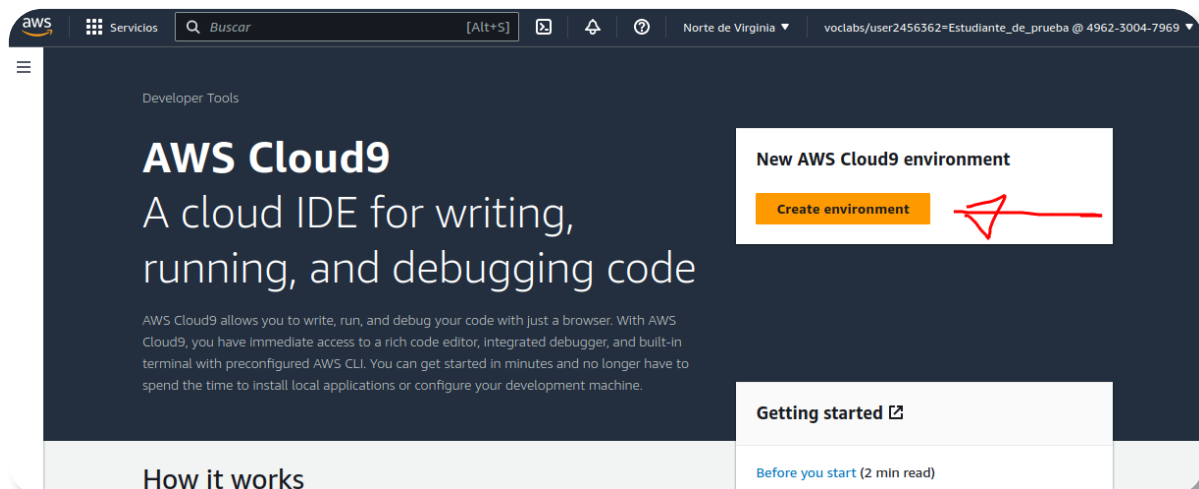 aws
Servicios
Buscar
[Alt+S]
Norte de Virginia
voclabs/user2456362=Estudiante_de_prueba @ 4962-3004-7969
Developer Tools
AWS Cloud9
A cloud IDE for writing,
running, and debugging code
AWS Cloud9 allows you to write, run, and debug your code with just a browser. With AWS
Cloud9, you have immediate access to a rich code editor, integrated debugger, and built-in
terminal with preconfigured AWS CLI. You can get started in minutes and no longer have to
spend the time to install local applications or configure your development machine.
New AWS Cloud9 environment
Create environment
Getting started
Before you start (2 min read)
How it works